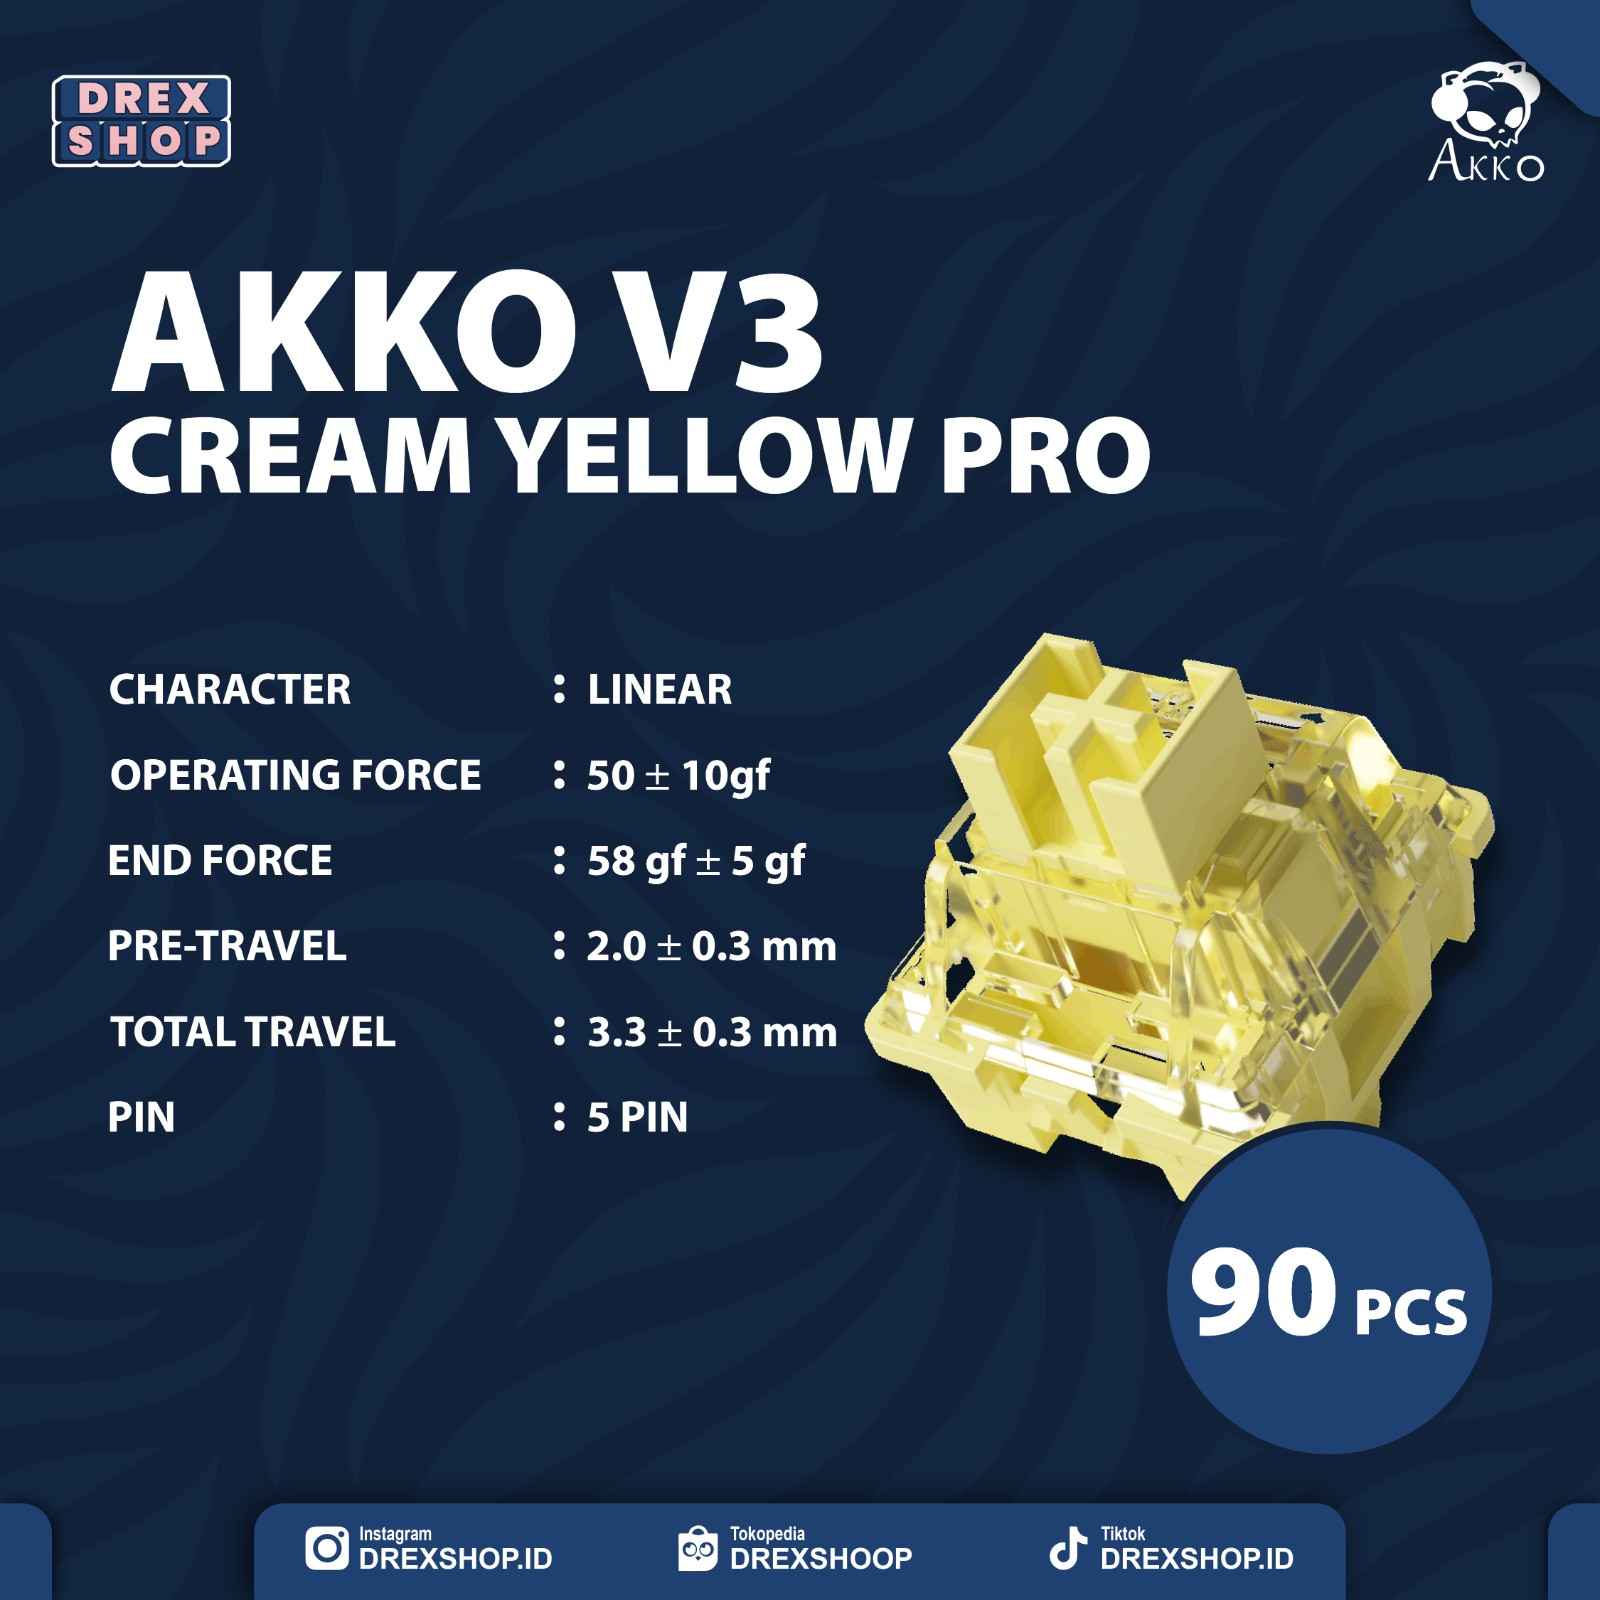 DREX
SHOP
AKKO
AKKO V3
CREAM YELLOW PRO
CHARACTER : LINEAR
OPERATING FORCE : 50 ± 10gf
END FORCE : 58 gf ± 5 gf
PRE-TRAVEL : 2.0 ± 0.3 mm
TOTAL TRAVEL : 3.3 ± 0.3 mm
PIN : 5 PIN
90 PCS
Instagram
DREXSHOP.ID
Tokopedia
DREXSHOOP
Tiktok
DREXSHOP.ID